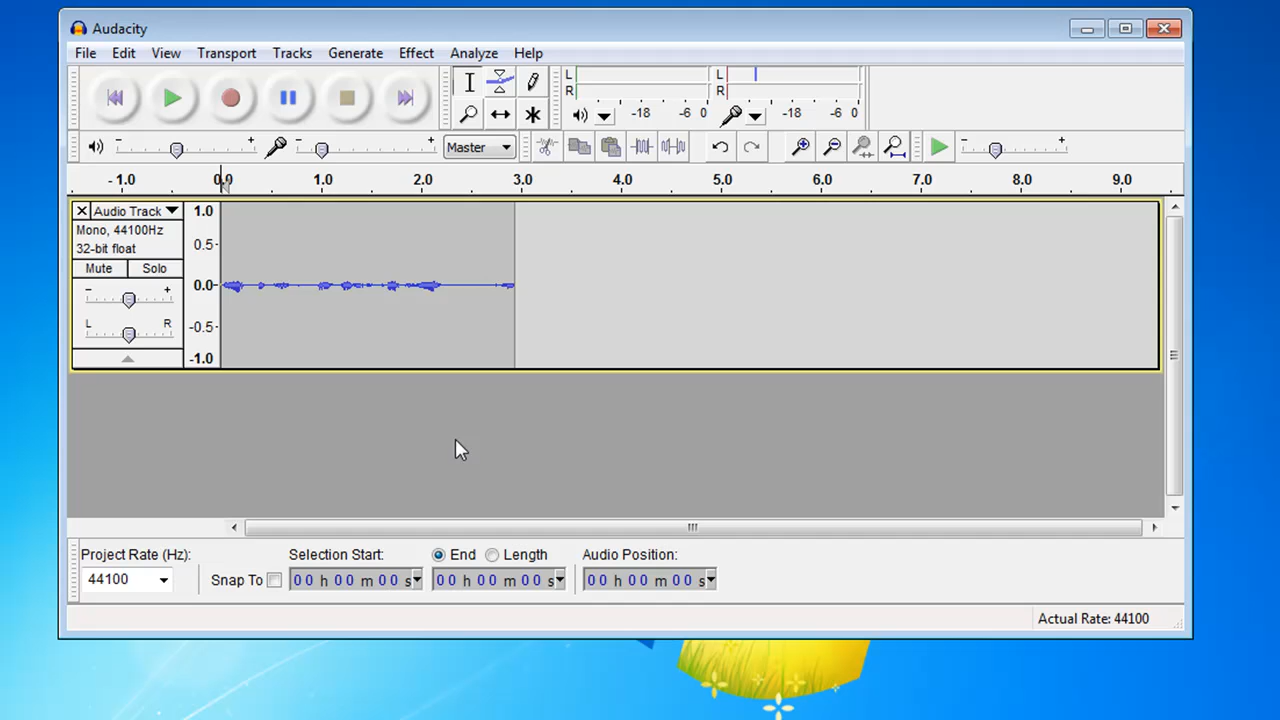 Audacity
File Edit View Transport Tracks Generate Effect Analyze Help
L L
R R
-18 -6 0 -18 -6 0
- + - + Master - +
-1.0 0.0 1.0 2.0 3.0 4.0 5.0 6.0 7.0 8.0 9.0
Audio Track 1.0
Mono, 44100Hz
32-bit float 0.5
Mute Solo
- + 0.0
L R -0.5
-1.0
Project Rate (Hz): Selection Start: End Length Audio Position:
44100 Snap To 00 h 00 m 00 s 00 h 00 m 00 s 00 h 00 m 00 s
Actual Rate: 44100